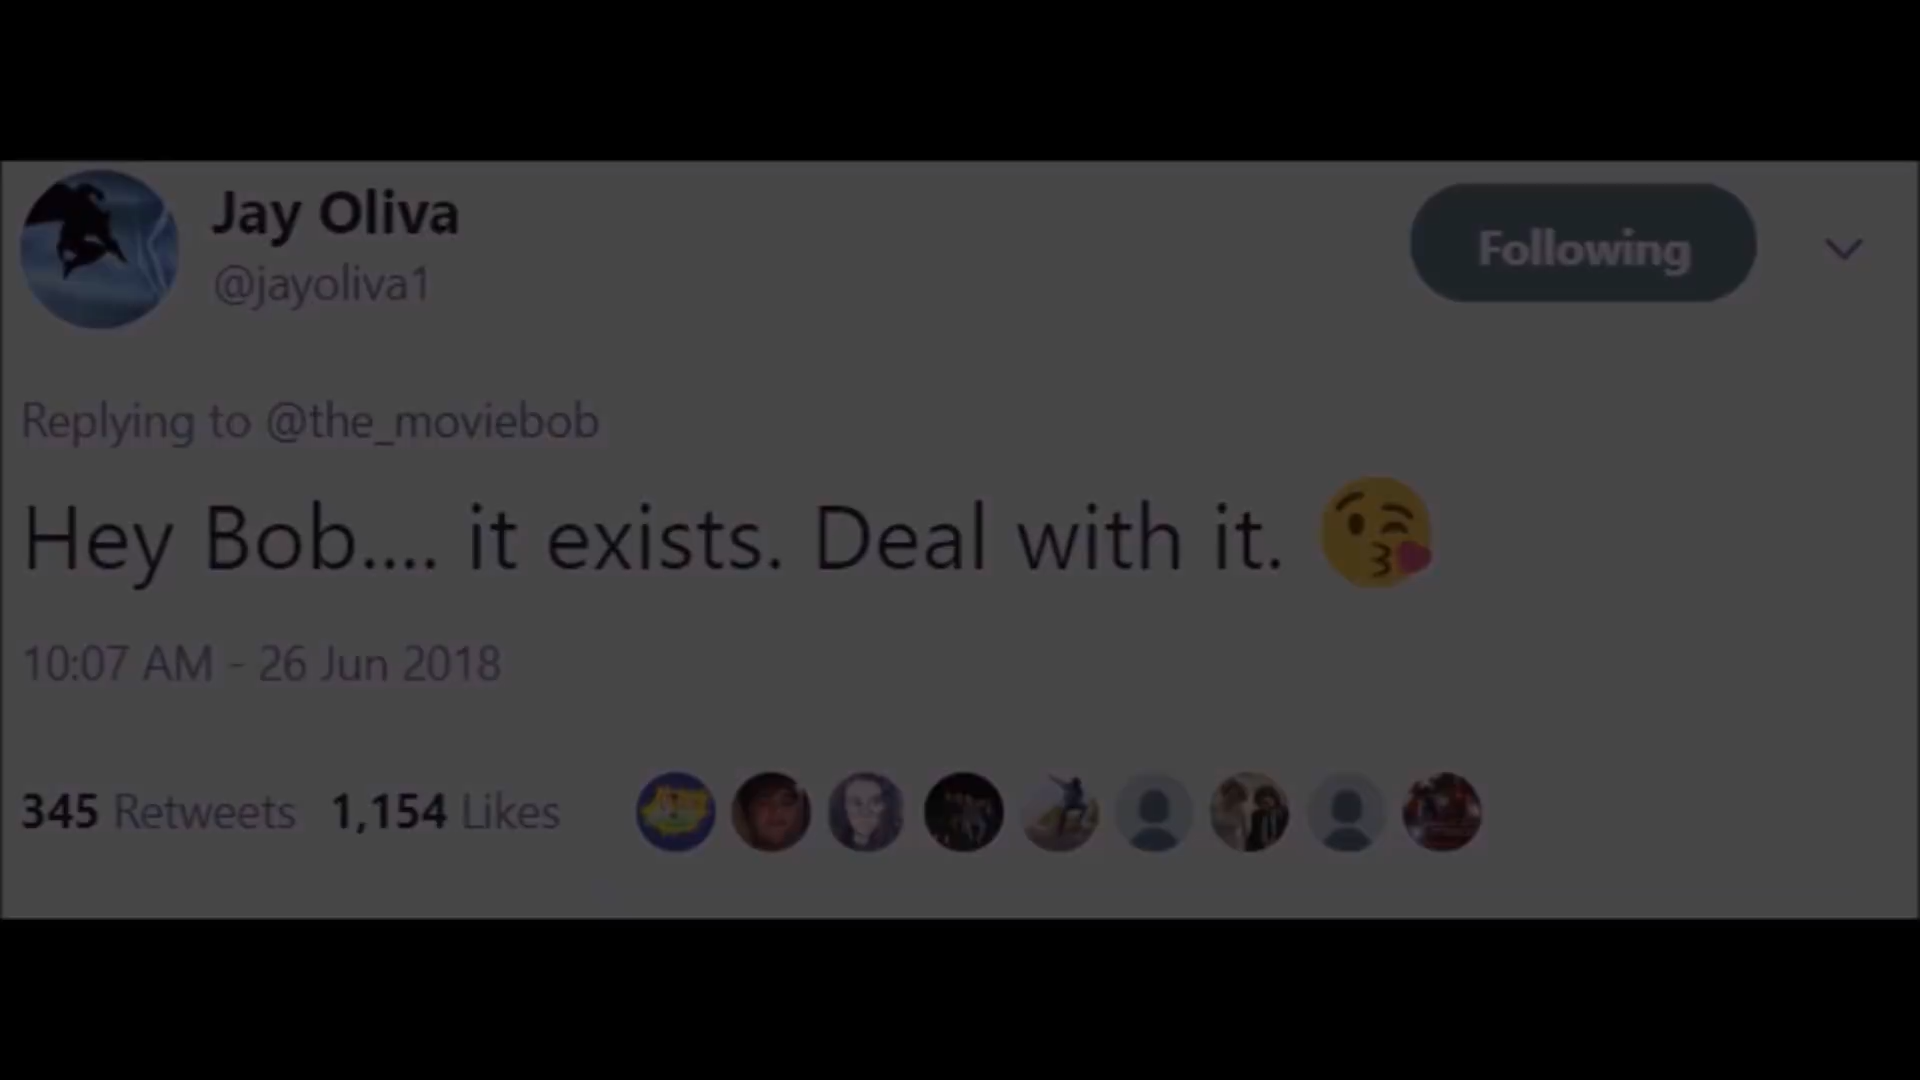 Jay Oliva
@jayoliva1
Following
Replying to @the_moviebob
Hey Bob.... it exists. Deal with it. 😘
10:07 AM - 26 Jun 2018
345 Retweets 1,154 Likes